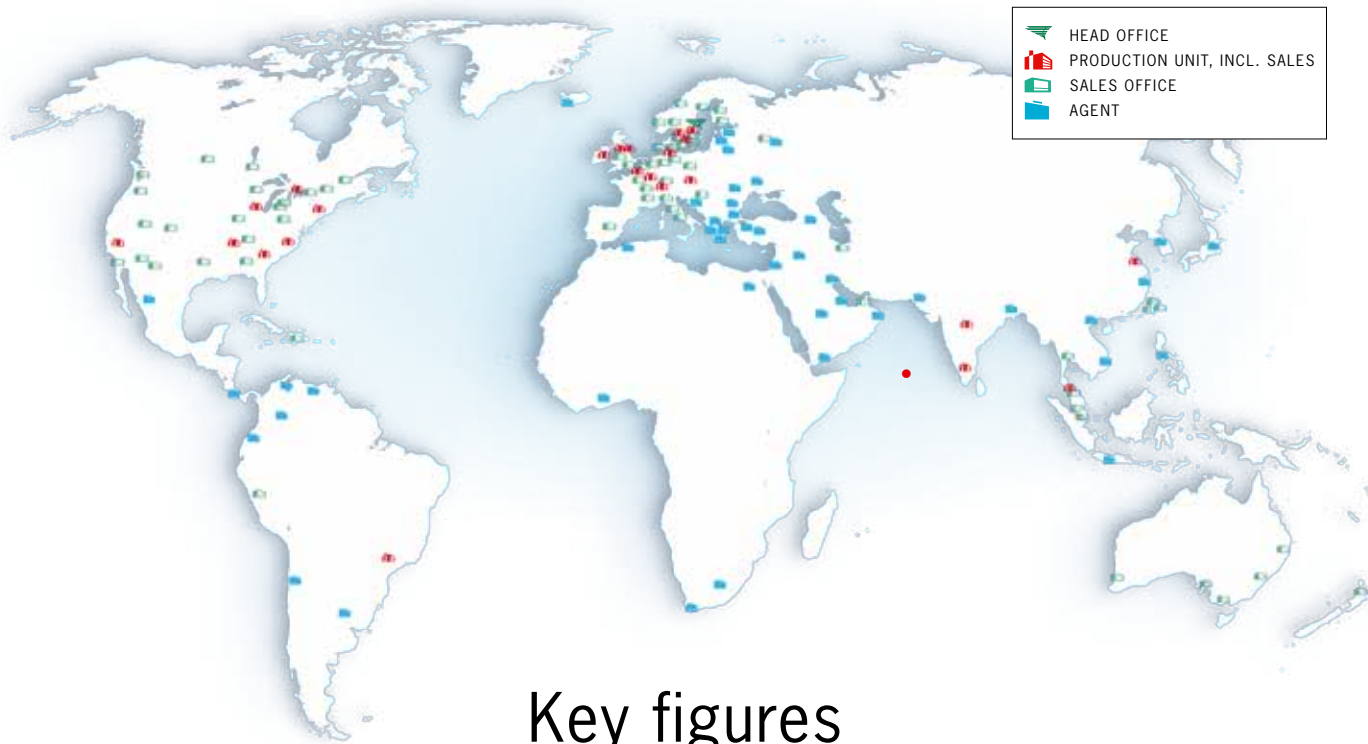 HEAD OFFICE
PRODUCTION UNIT, INCL. SALES
SALES OFFICE
AGENT
Key figures